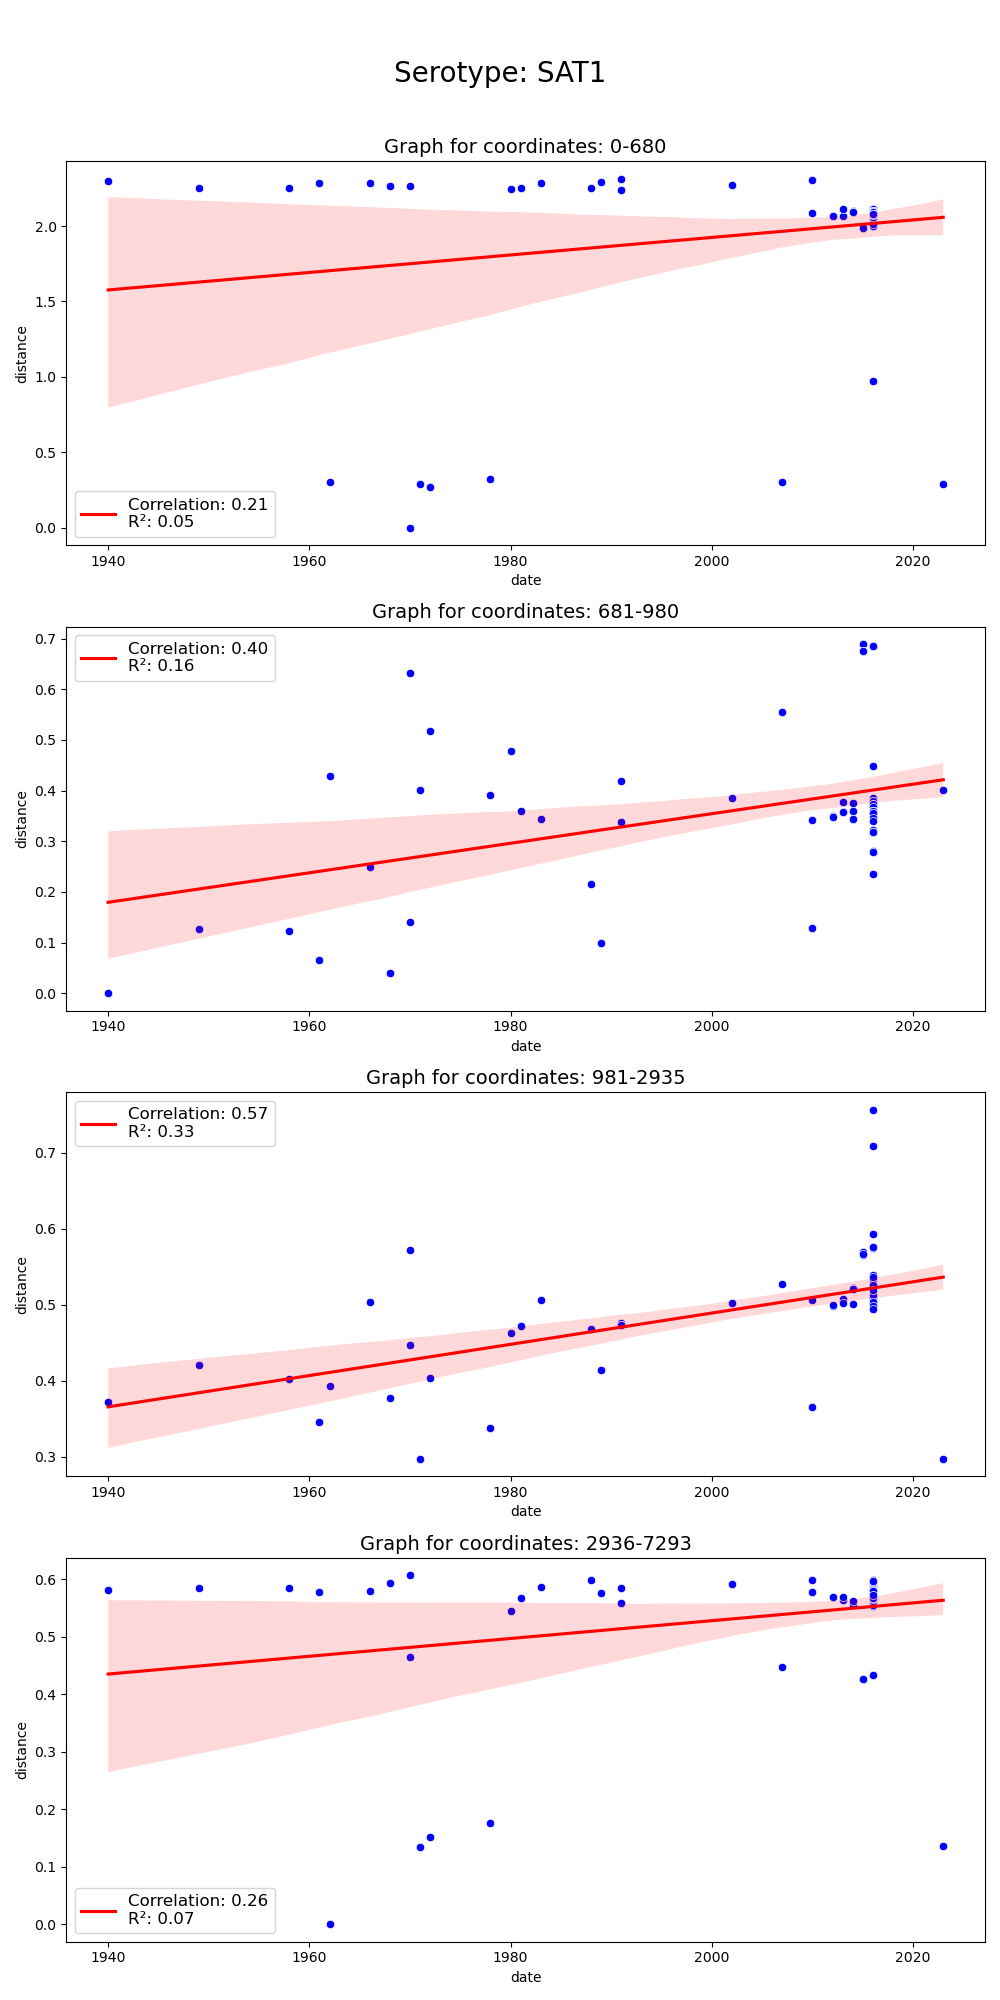 Serotype: SAT1
Graph for coordinates: 0-680
2.0
1.5
1.0
0.5
0.0
distance
Correlation: 0.21
R²: 0.05
1940 1960 1980 2000 2020
date
Graph for coordinates: 681-980
0.7
0.6
0.5
0.4
0.3
0.2
0.1
0.0
distance
Correlation: 0.40
R²: 0.16
1940 1960 1980 2000 2020
date
Graph for coordinates: 981-2935
0.7
0.6
0.5
0.4
0.3
distance
Correlation: 0.57
R²: 0.33
1940 1960 1980 2000 2020
date
Graph for coordinates: 2936-7293
0.6
0.5
0.4
0.3
0.2
0.1
0.0
distance
Correlation: 0.26
R²: 0.07
1940 1960 1980 2000 2020
date